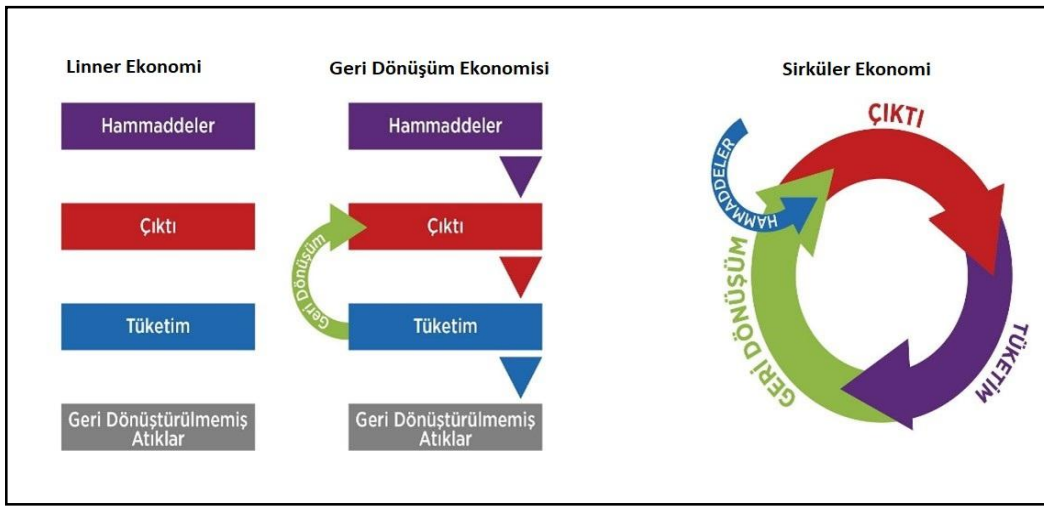 Linner Ekonomi
Hammaddeler
Çıktı
Tüketim
Geri Dönüştürülmemiş
Atıklar
Geri Dönüşüm Ekonomisi
Hammaddeler
Çıktı
Geri Dönüşüm
Tüketim
Geri Dönüştürülmemiş
Atıklar
Sirküler Ekonomi
ÇIKTI
HAMMADDELER
GERİ DÖNÜŞÜM
TÜKETİM